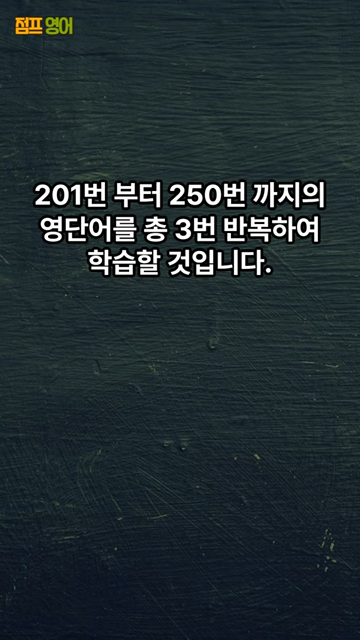 점프 영어
201번 부터 250번 까지의
영단어를 총 3번 반복하여
학습할 것입니다.